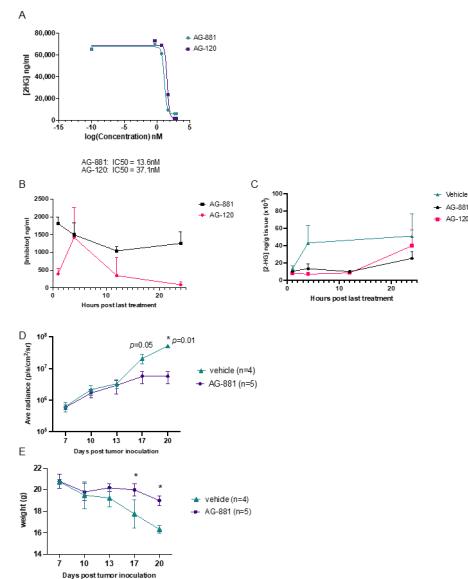 A
80,000
60,000
40,000
20,000
0
-15
-10
-5
0
5
[2HG] ng/ml
log(Concentration) nM
AG-881
AG-120
AG-881: IC50 = 13.6nM
AG-120: IC50 = 37.1nM
B
2500
2000
1500
1000
500
0
0
10
20
[Inhibitor] ng/ml
Hours post last treatment
AG-881
AG-120
C
100
80
60
40
20
0
0
10
20
[2-HG] ng/g tissue (x10³)
Hours post last treatment
Vehicle
AG-881
AG-120
D
10⁸
10⁷
10⁶
10⁵
7
10
13
17
20
Ave radiance (p/s/cm2/sr)
Days post tumor inoculation
p=0.05
* p=0.01
vehicle (n=4)
AG-881 (n=5)
E
22
20
18
16
14
7
10
13
17
20
weight (g)
Days post tumor inoculation
*
*
vehicle (n=4)
AG-881 (n=5)